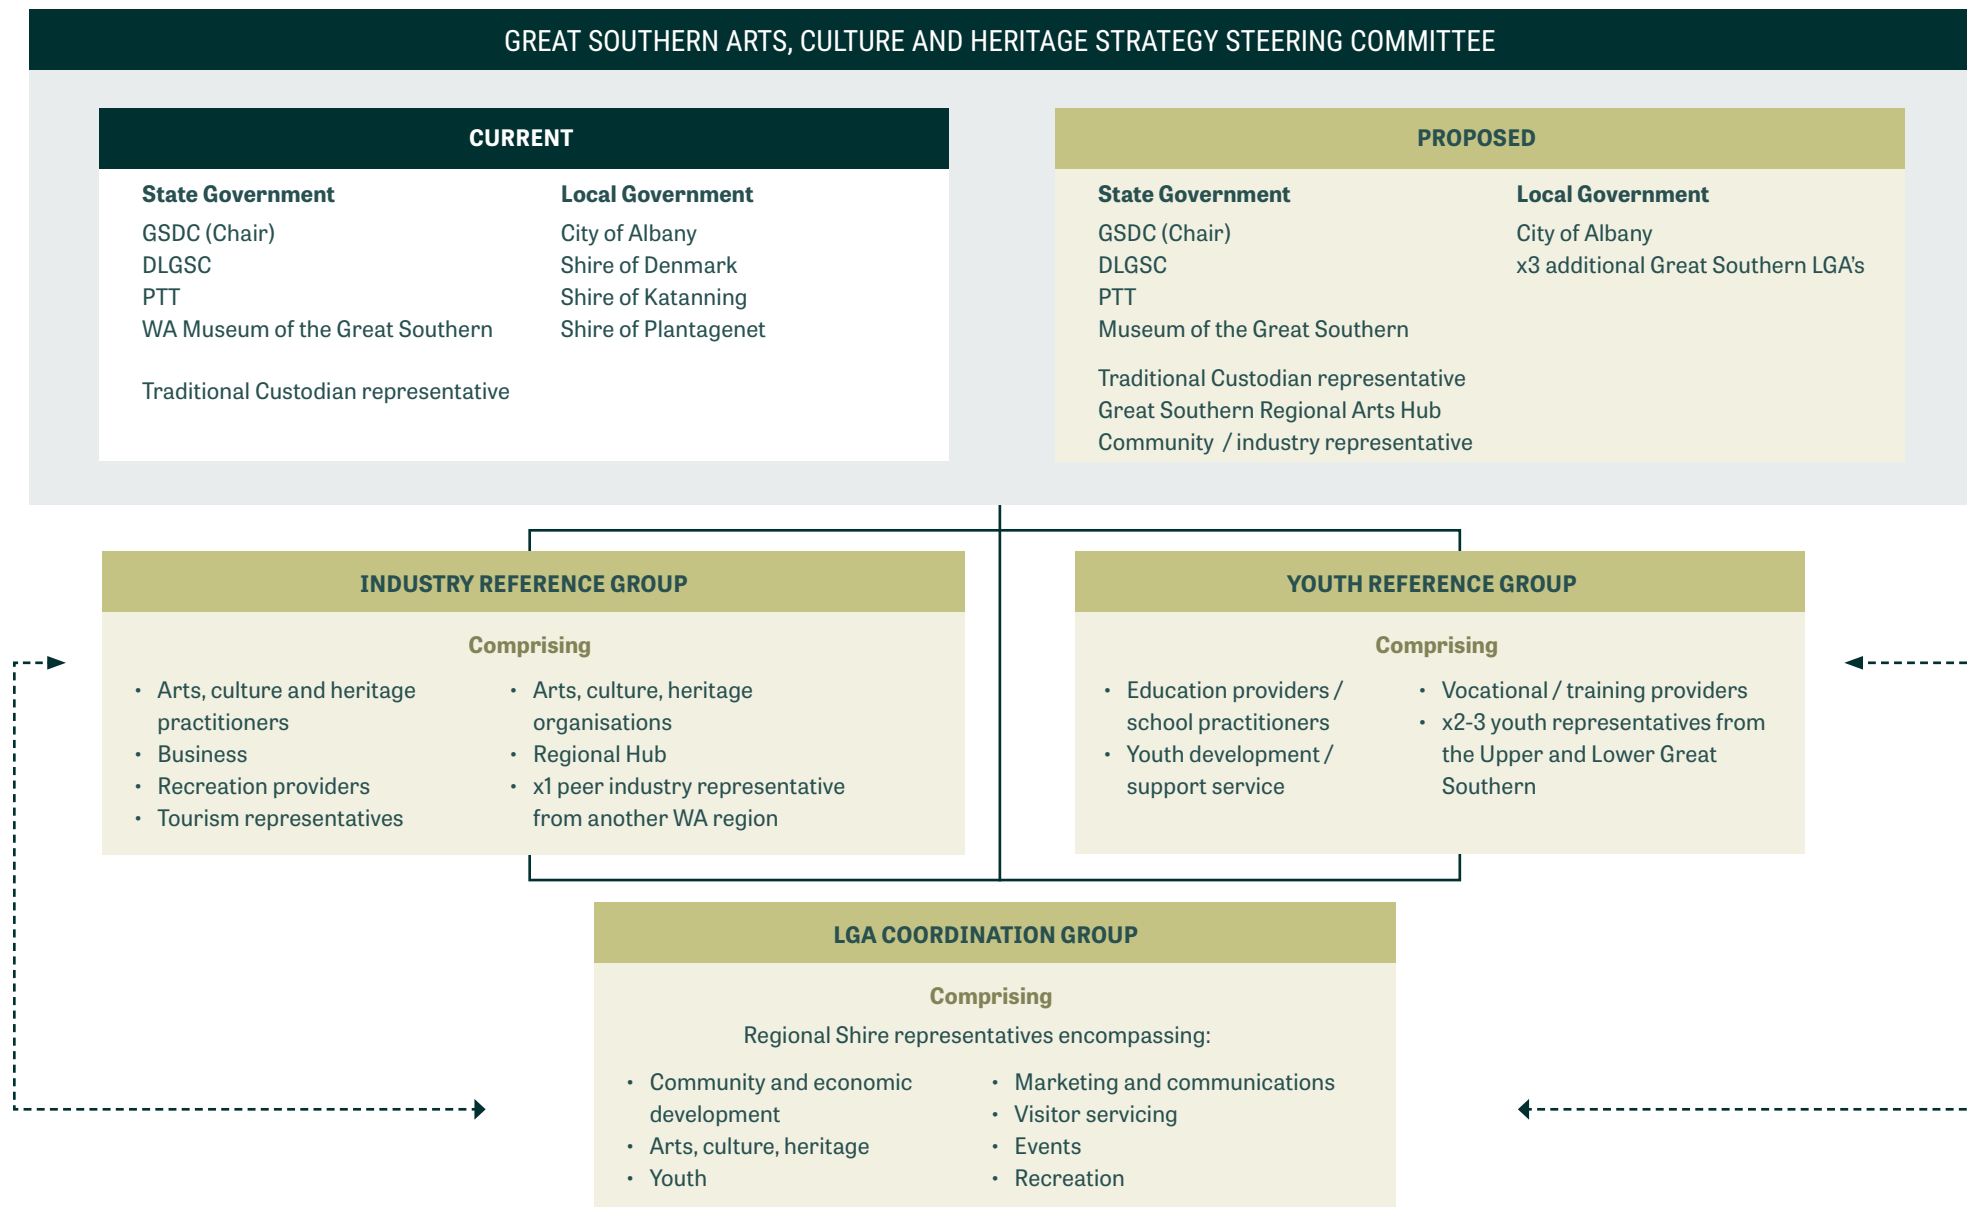 GREAT SOUTHERN ARTS, CULTURE AND HERITAGE STRATEGY STEERING COMMITTEE
CURRENT
State Government
GSDC (Chair)
DLGSC
PTT
WA Museum of the Great Southern
Traditional Custodian representative
Local Government
City of Albany
Shire of Denmark
Shire of Katanning
Shire of Plantagenet
PROPOSED
State Government
GSDC (Chair)
DLGSC
PTT
Museum of the Great Southern
Traditional Custodian representative
Great Southern Regional Arts Hub
Community / industry representative
Local Government
City of Albany
x3 additional Great Southern LGA's
INDUSTRY REFERENCE GROUP
Comprising
• Arts, culture and heritage
practitioners
• Business
• Recreation providers
• Tourism representatives
• Arts, culture, heritage
organisations
• Regional Hub
• x1 peer industry representative
from another WA region
YOUTH REFERENCE GROUP
Comprising
• Education providers /
school practitioners
• Youth development /
support service
• Vocational / training providers
• x2-3 youth representatives from
the Upper and Lower Great
Southern
LGA COORDINATION GROUP
Comprising
Regional Shire representatives encompassing:
• Community and economic
development
• Arts, culture, heritage
• Youth
• Marketing and communications
• Visitor servicing
• Events
• Recreation